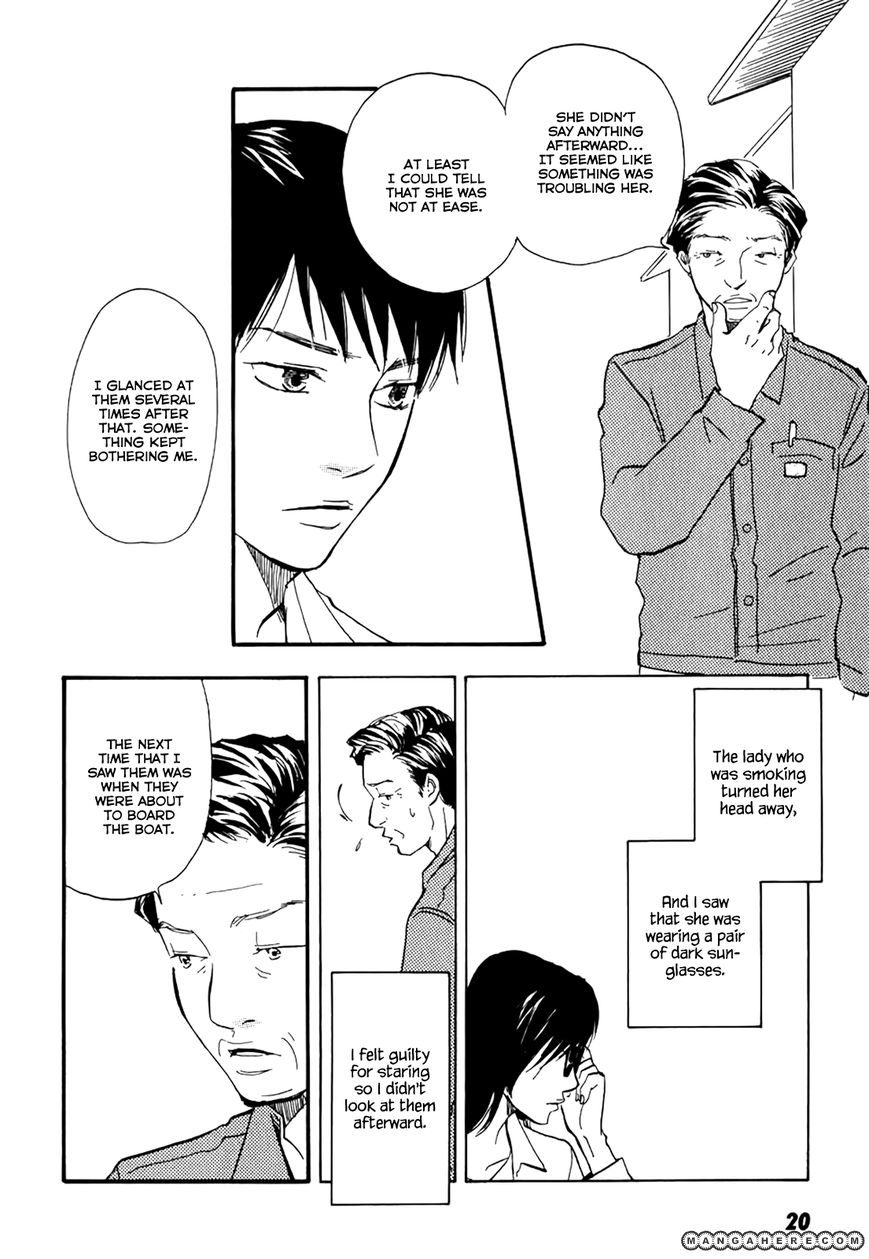 SHE DIDN'T
SAY ANYTHING
AFTERWARD...
IT SEEMED LIKE
SOMETHING WAS
TROUBLING HER.
AT LEAST
I COULD TELL
THAT SHE WAS
NOT AT EASE.
I GLANCED AT
THEM SEVERAL
TIMES AFTER
THAT. SOME-
THING KEPT
BOTHERING ME.
The lady who
was smoking
turned her
head away,
And I saw
that she was
wearing a pair
of dark sun-
glasses.
I felt guilty
for staring
so I didn't
look at them
afterward.
THE NEXT
TIME THAT I
SAW THEM WAS
WHEN THEY
WERE ABOUT
TO BOARD
THE BOAT.
20
MANGAHERE.COM